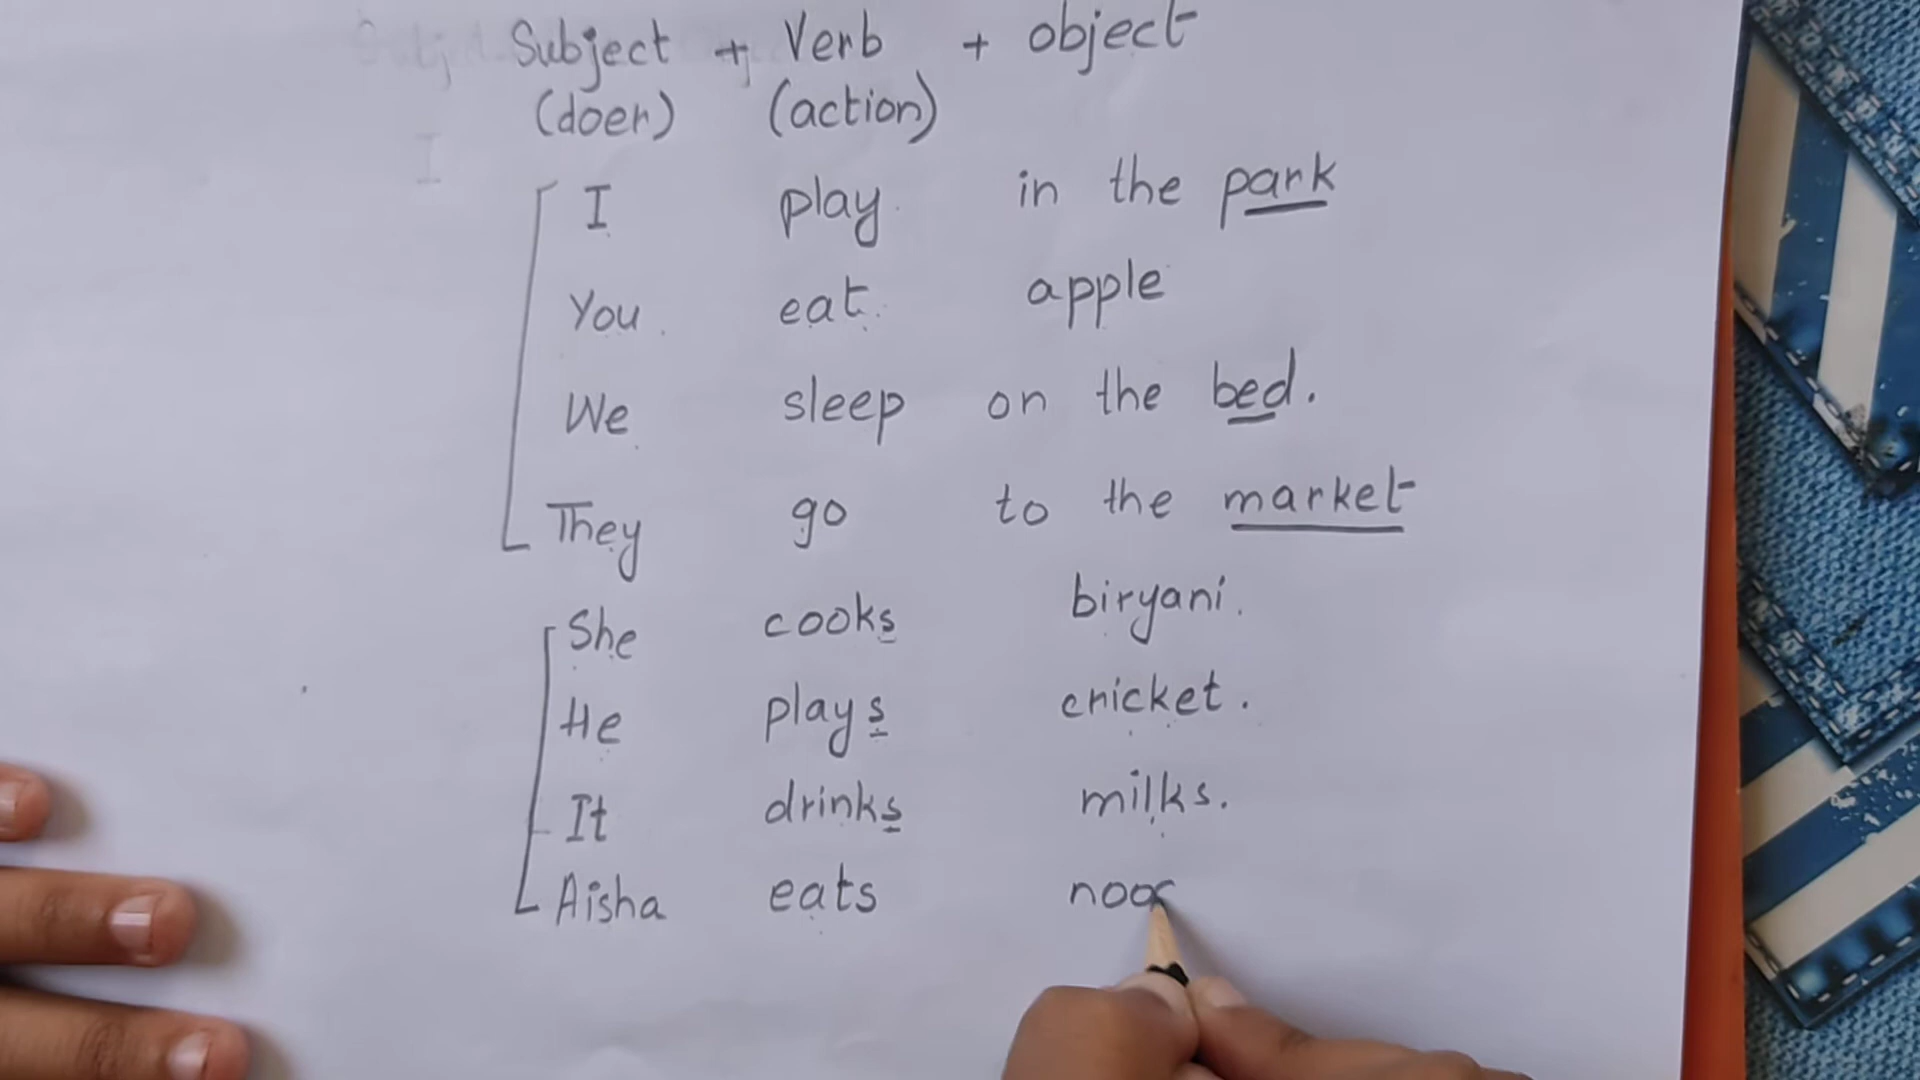 Subject + Verb + object
(doer) (action)
I play in the park
You eat apple
We sleep on the bed.
They go to the market
She cooks biryani.
He plays cricket.
It drinks milks.
Aisha eats